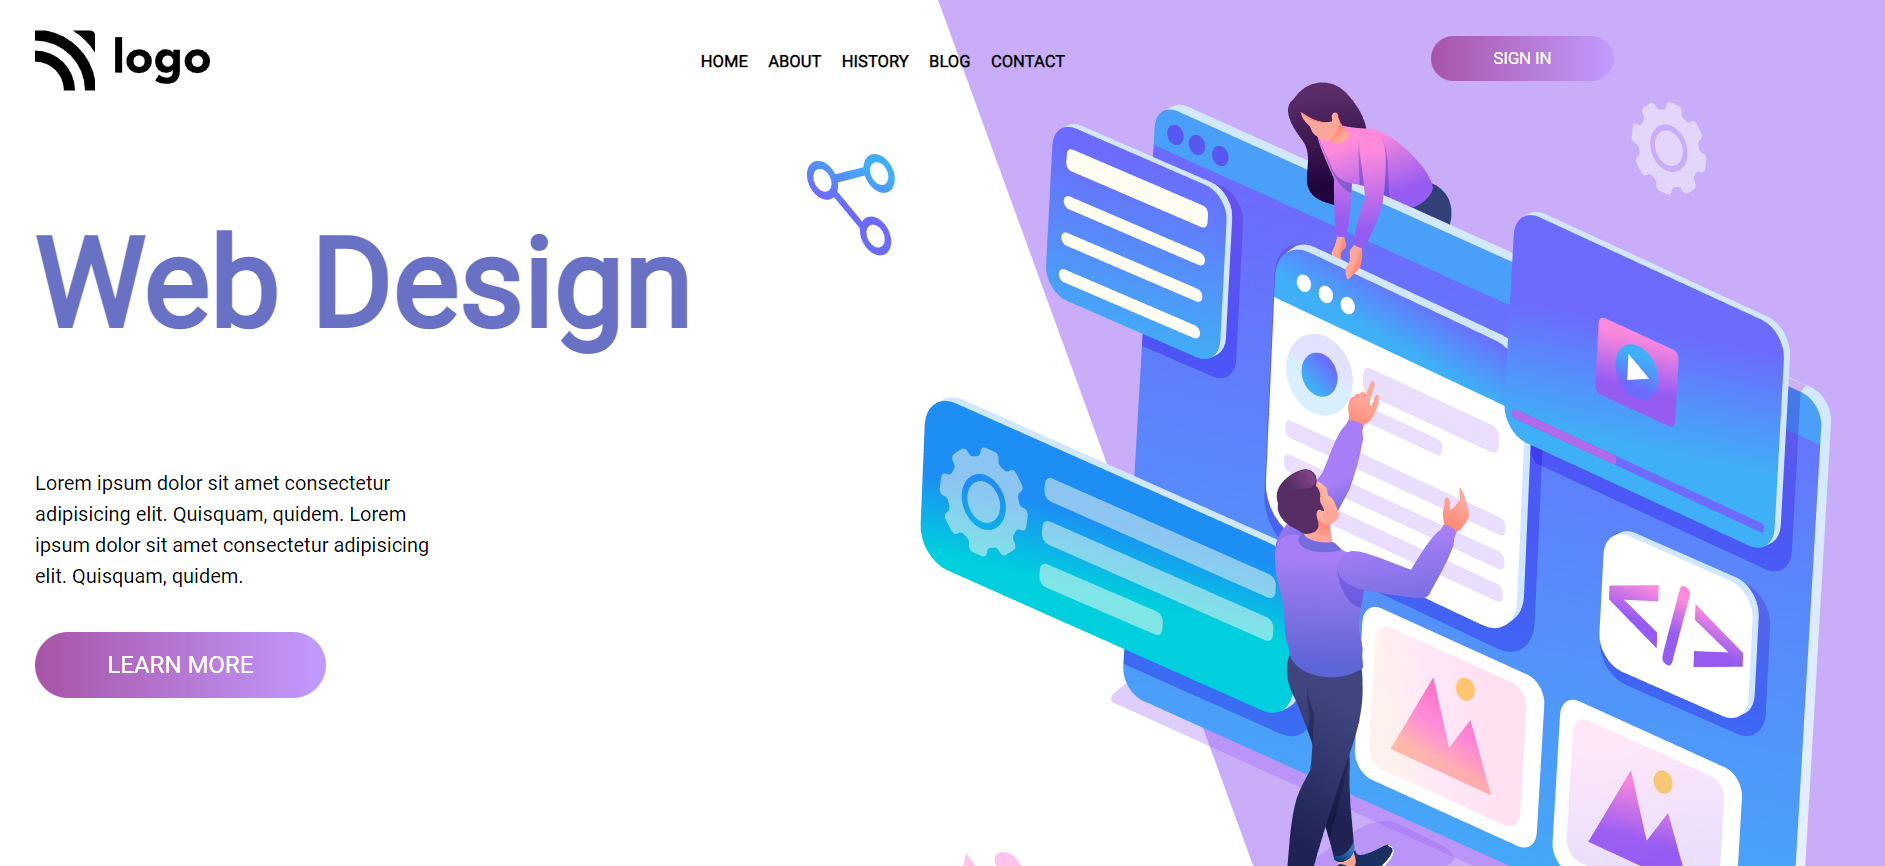 logo
HOME ABOUT HISTORY BLOG CONTACT
SIGN IN
Web Design
Lorem ipsum dolor sit amet consectetur
adipisicing elit. Quisquam, quidem. Lorem
ipsum dolor sit amet consectetur adipisicing
elit. Quisquam, quidem.
LEARN MORE
</>